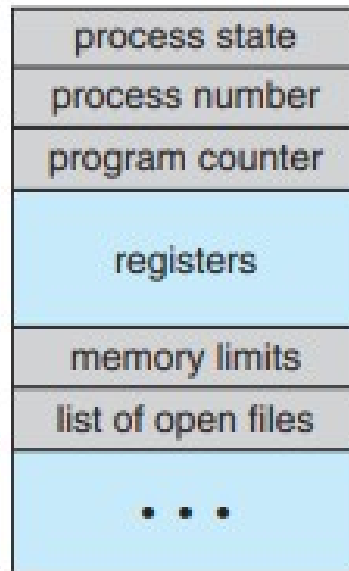 process state
process number
program counter
registers
memory limits
list of open files
• • •